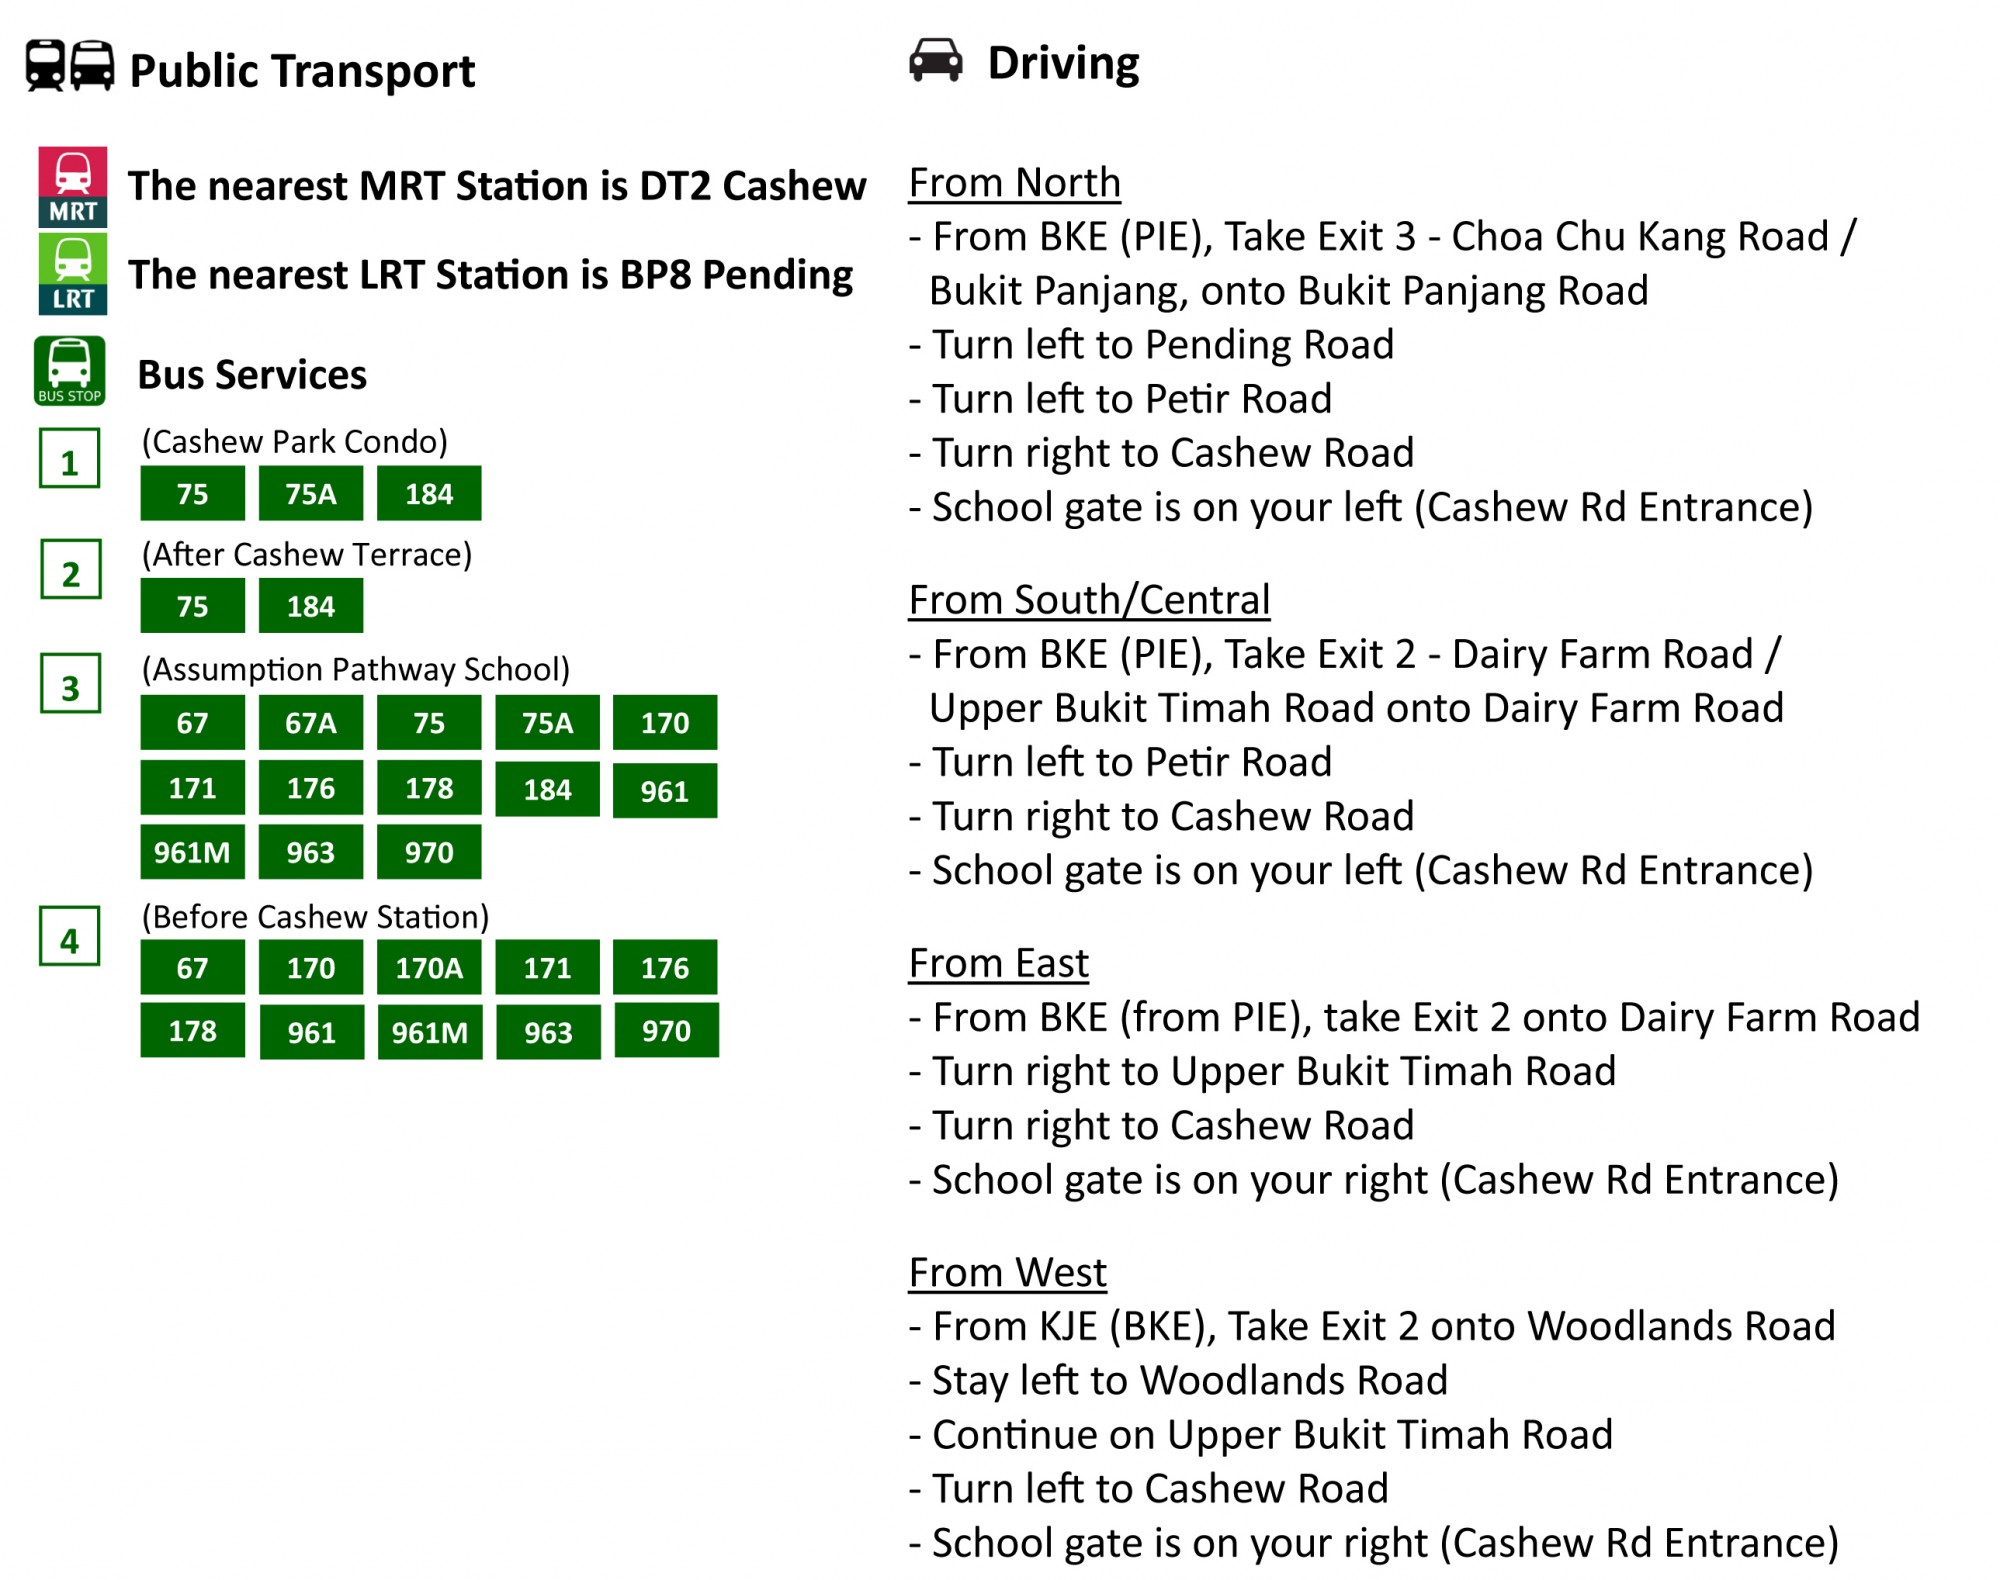 Public Transport
MRT
The nearest MRT Station is DT2 Cashew
LRT
The nearest LRT Station is BP8 Pending
BUS STOP
Bus Services
1
(Cashew Park Condo)
75 75A 184
2
(After Cashew Terrace)
75 184
3
(Assumption Pathway School)
67 67A 75 75A 170
171 176 178 184 961
961M 963 970
4
(Before Cashew Station)
67 170 170A 171 176
178 961 961M 963 970
Driving
From North
- From BKE (PIE), Take Exit 3 - Choa Chu Kang Road /
Bukit Panjang, onto Bukit Panjang Road
- Turn left to Pending Road
- Turn left to Petir Road
- Turn right to Cashew Road
- School gate is on your left (Cashew Rd Entrance)
From South/Central
- From BKE (PIE), Take Exit 2 - Dairy Farm Road /
Upper Bukit Timah Road onto Dairy Farm Road
- Turn left to Petir Road
- Turn right to Cashew Road
- School gate is on your left (Cashew Rd Entrance)
From East
- From BKE (from PIE), take Exit 2 onto Dairy Farm Road
- Turn right to Upper Bukit Timah Road
- Turn right to Cashew Road
- School gate is on your right (Cashew Rd Entrance)
From West
- From KJE (BKE), Take Exit 2 onto Woodlands Road
- Stay left to Woodlands Road
- Continue on Upper Bukit Timah Road
- Turn left to Cashew Road
- School gate is on your right (Cashew Rd Entrance)